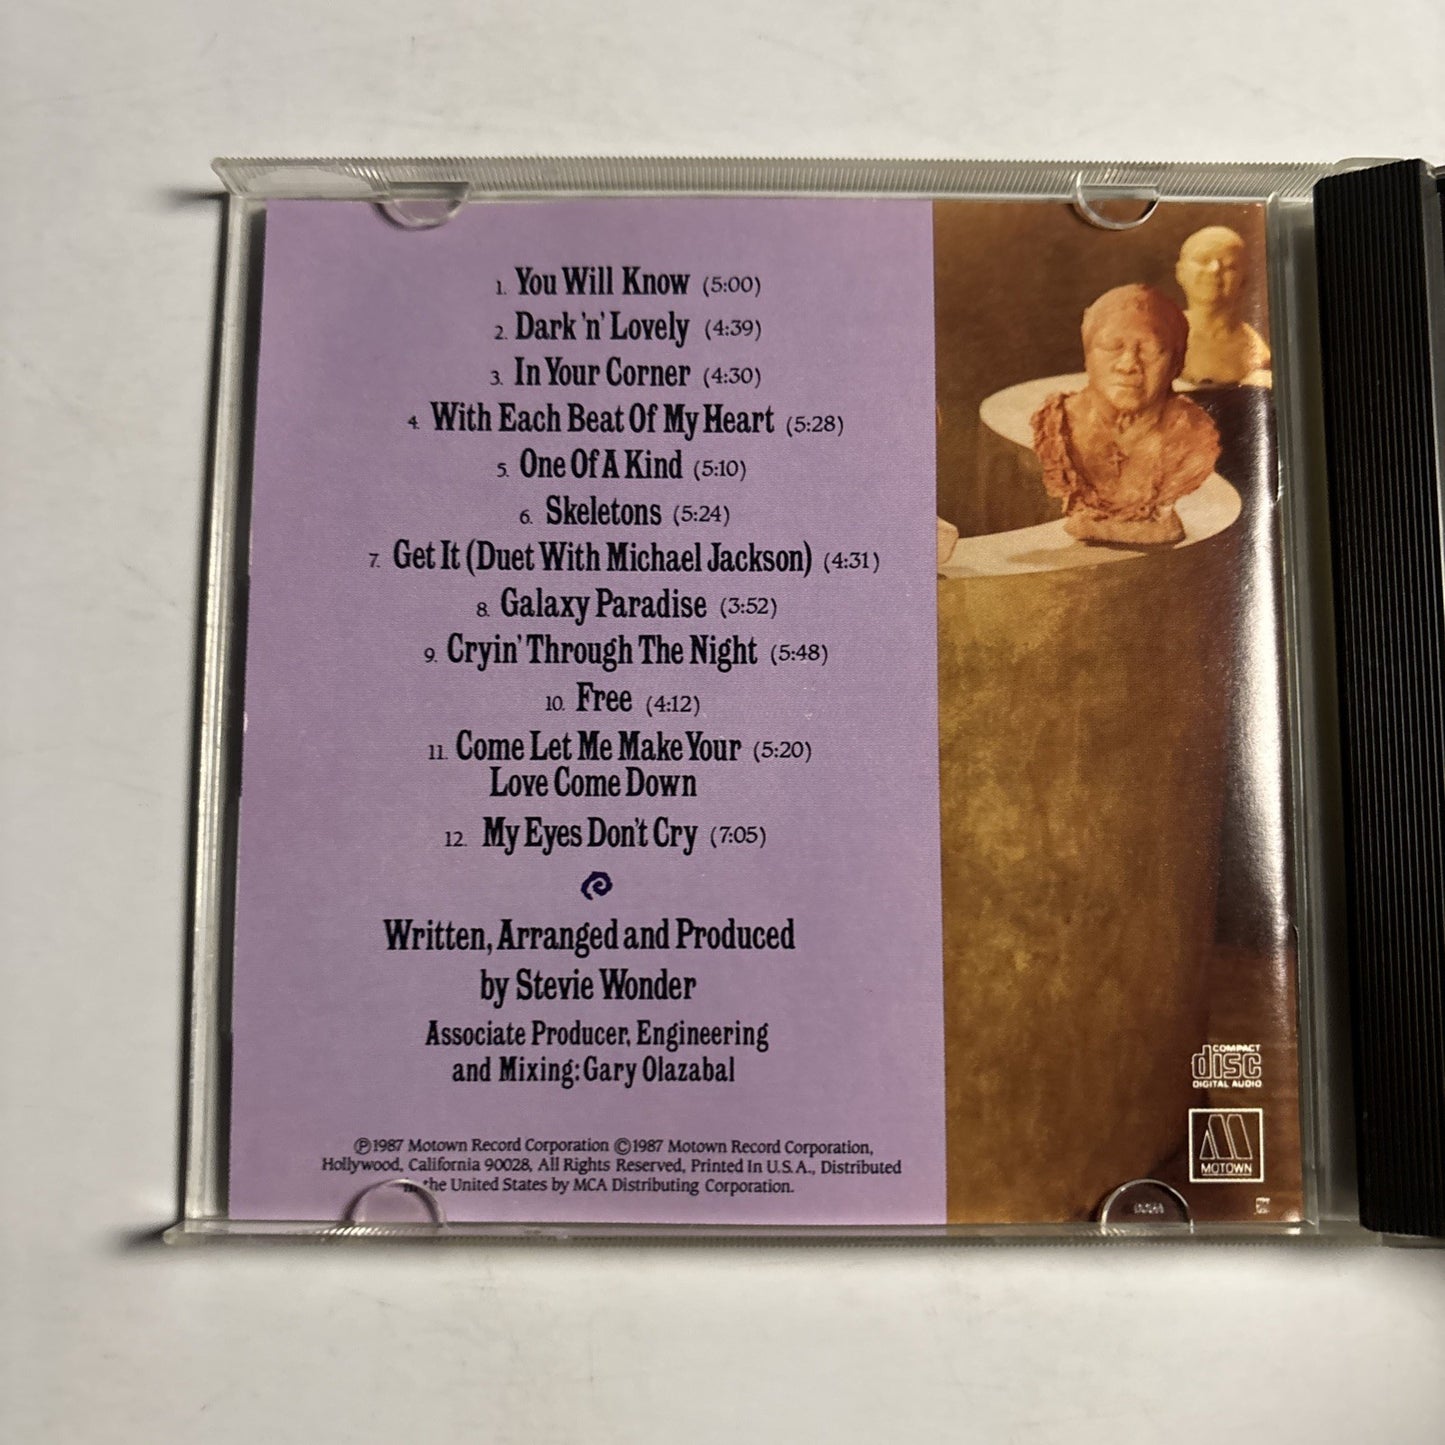 1. You Will Know (5:00)
2. Dark 'n' Lovely (4:39)
3. In Your Corner (4:30)
4. With Each Beat Of My Heart (5:28)
5. One Of A Kind (5:10)
6. Skeletons (5:24)
7. Get It (Duet With Michael Jackson) (4:31)
8. Galaxy Paradise (3:52)
9. Cryin' Through The Night (5:48)
10. Free (4:12)
11. Come Let Me Make Your (5:20)
Love Come Down
12. My Eyes Don't Cry (7:05)
Written, Arranged and Produced
by Stevie Wonder
Associate Producer, Engineering
and Mixing: Gary Olazabal
℗1987 Motown Record Corporation ©1987 Motown Record Corporation,
Hollywood, California 90028, All Rights Reserved, Printed In U.S.A., Distributed
in the United States by MCA Distributing Corporation.
COMPACT
disc
DIGITAL AUDIO
M
MOTOWN